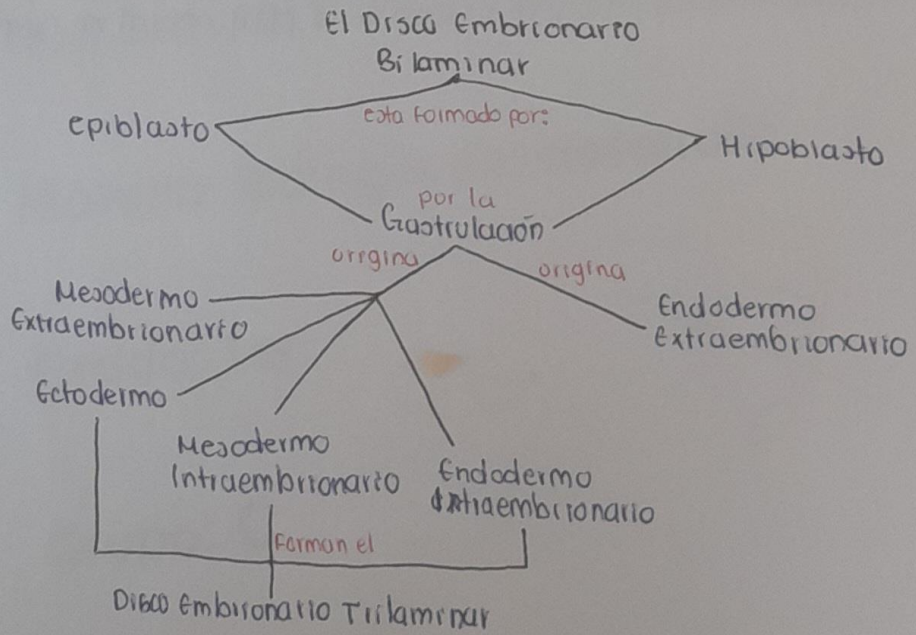 El Disco Embrionario
Bilaminar
esta formado por:
epiblasto
Hipoblasto
por la
Gastrulación
origina
origina
Mesodermo
Extraembrionario
Endodermo
Extraembrionario
Ectodermo
Mesodermo
Intraembrionario
Endodermo
Intraembrionario
Forman el
Disco Embrionario Trilaminar